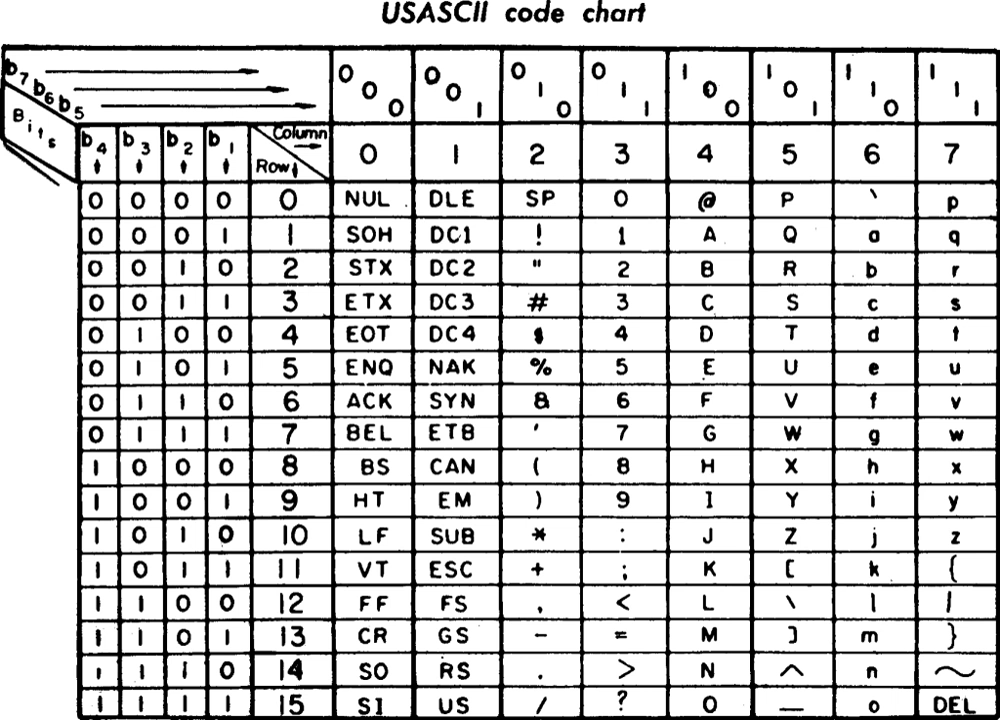 USASCII code chart
b7 b6 b5 0 0 0 0 0 1 0 1 0 0 1 1 1 0 0 1 0 1 1 1 0 1 1 1
Bits b4 b3 b2 b1 Column Row 0 1 2 3 4 5 6 7
0 0 0 0 0 NUL DLE SP 0 @ P ` p
0 0 0 1 1 SOH DC1 ! 1 A Q a q
0 0 1 0 2 STX DC2 " 2 B R b r
0 0 1 1 3 ETX DC3 # 3 C S c s
0 1 0 0 4 EOT DC4 $ 4 D T d t
0 1 0 1 5 ENQ NAK % 5 E U e u
0 1 1 0 6 ACK SYN & 6 F V f v
0 1 1 1 7 BEL ETB ' 7 G W g w
1 0 0 0 8 BS CAN ( 8 H X h x
1 0 0 1 9 HT EM ) 9 I Y i y
1 0 1 0 10 LF SUB * : J Z j z
1 0 1 1 11 VT ESC + ; K [ k {
1 1 0 0 12 FF FS , < L \ l |
1 1 0 1 13 CR GS - = M ] m }
1 1 1 0 14 SO RS . > N ^ n ~
1 1 1 1 15 SI US / ? O _ o DEL